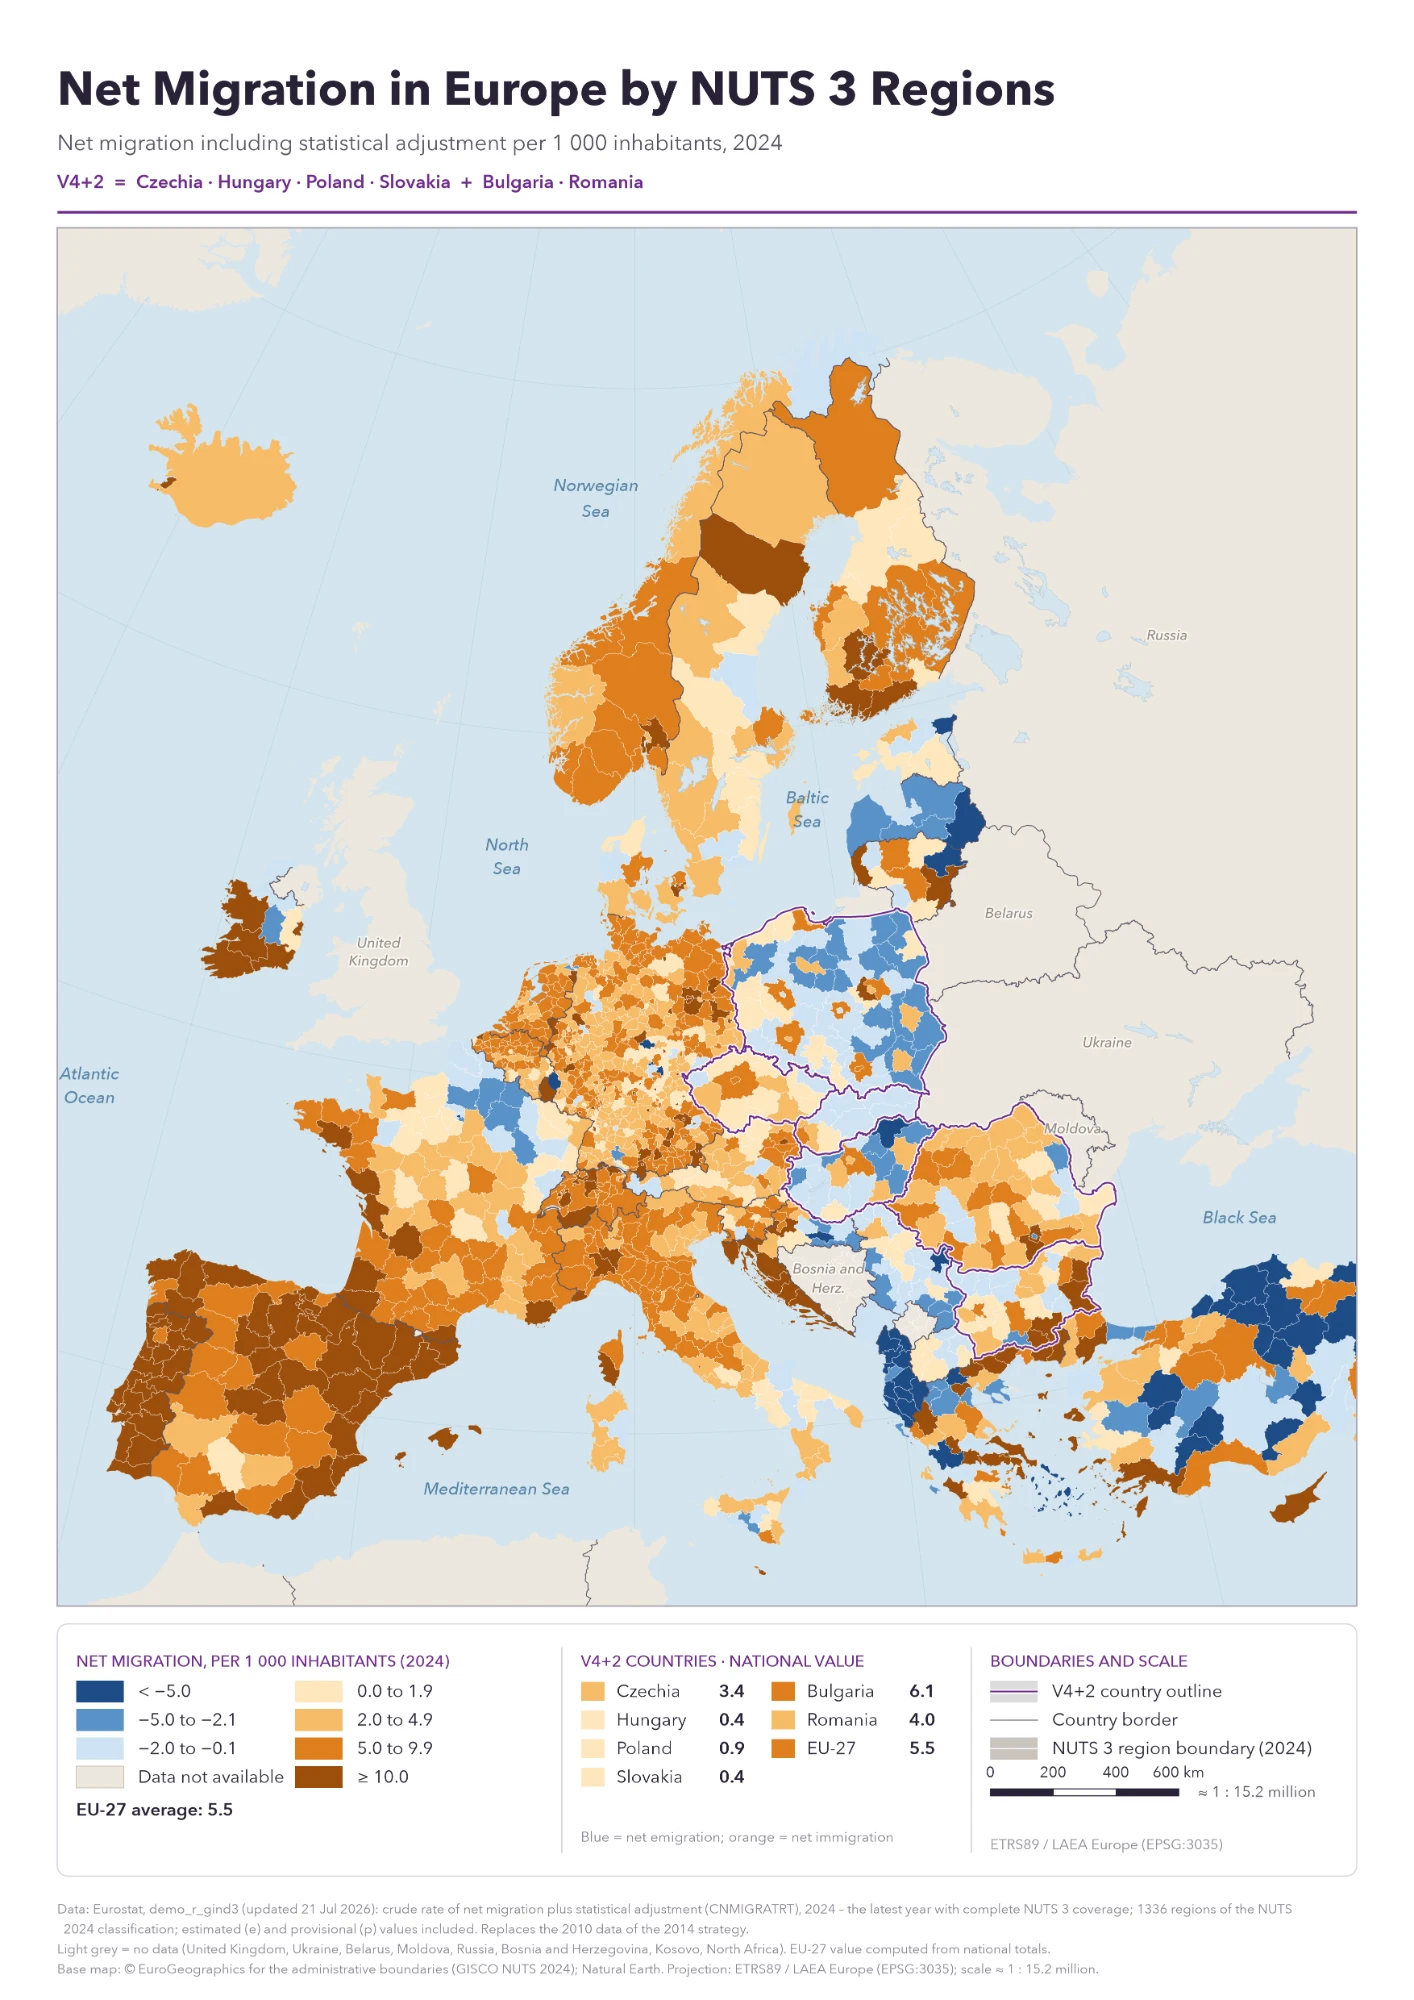 Net Migration in Europe by NUTS 3 Regions
Net migration including statistical adjustment per 1 000 inhabitants, 2024
V4+2 = Czechia · Hungary · Poland · Slovakia + Bulgaria · Romania
Norwegian
Sea
Russia
Baltic
Sea
North
Sea
Belarus
United
Kingdom
Ukraine
Atlantic
Ocean
Moldova
Black Sea
Bosnia and
Herz.
Mediterranean Sea
NET MIGRATION, PER 1 000 INHABITANTS (2024)
< −5.0
0.0 to 1.9
−5.0 to −2.1
2.0 to 4.9
−2.0 to −0.1
5.0 to 9.9
Data not available
≥ 10.0
EU-27 average: 5.5
V4+2 COUNTRIES · NATIONAL VALUE
Czechia 3.4
Bulgaria 6.1
Hungary 0.4
Romania 4.0
Poland 0.9
EU-27 5.5
Slovakia 0.4
Blue = net emigration; orange = net immigration
BOUNDARIES AND SCALE
V4+2 country outline
Country border
NUTS 3 region boundary (2024)
0 200 400 600 km
≈ 1 : 15.2 million
ETRS89 / LAEA Europe (EPSG:3035)
Data: Eurostat, demo_r_gind3 (updated 21 Jul 2026): crude rate of net migration plus statistical adjustment (CNMIGRATRT), 2024 – the latest year with complete NUTS 3 coverage; 1336 regions of the NUTS
2024 classification; estimated (e) and provisional (p) values included. Replaces the 2010 data of the 2014 strategy.
Light grey = no data (United Kingdom, Ukraine, Belarus, Moldova, Russia, Bosnia and Herzegovina, Kosovo, North Africa). EU-27 value computed from national totals.
Base map: © EuroGeographics for the administrative boundaries (GISCO NUTS 2024); Natural Earth. Projection: ETRS89 / LAEA Europe (EPSG:3035); scale ≈ 1 : 15.2 million.